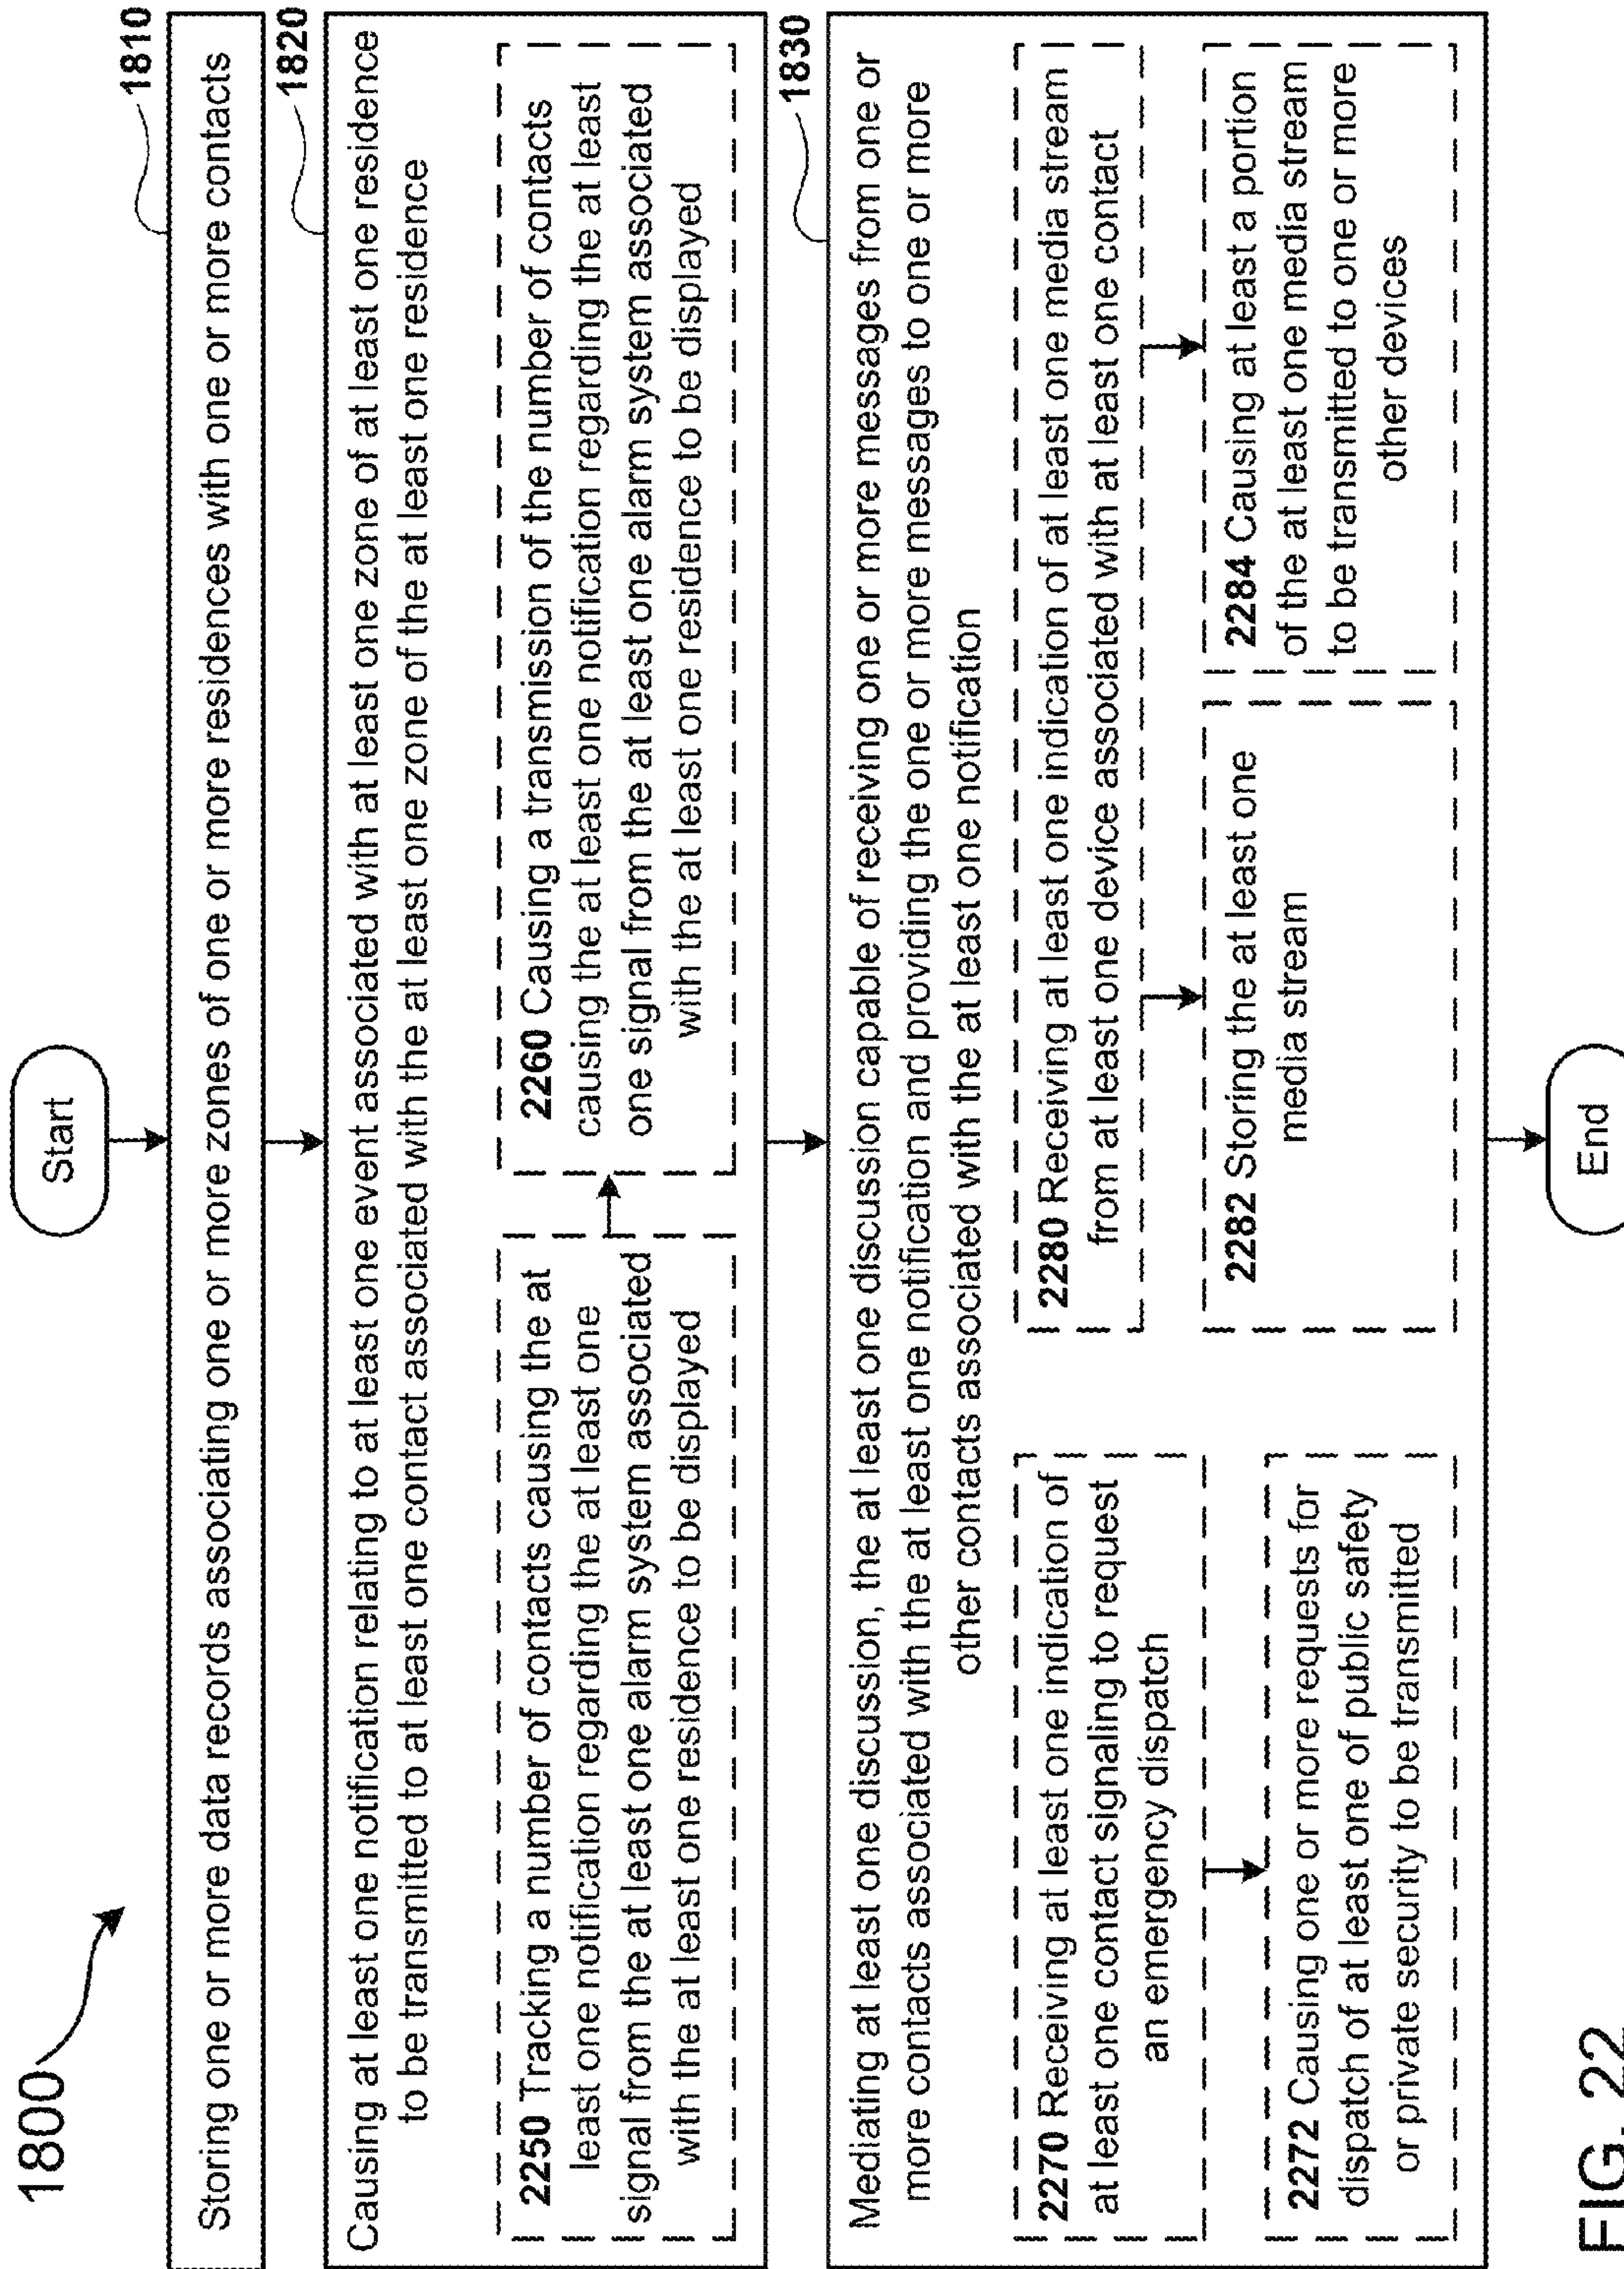 1800
Start
1810
Storing one or more data records associating one or more zones of one or more residences with one or more contacts
1820
Causing at least one notification relating to at least one event associated with at least one zone of at least one residence
to be transmitted to at least one contact associated with the at least one zone of the at least one residence
2250 Tracking a number of contacts causing the at
least one notification regarding the at least one
signal from the at least one alarm system associated
with the at least one residence to be displayed
2260 Causing a transmission of the number of contacts
causing the at least one notification regarding the at least
one signal from the at least one alarm system associated
with the at least one residence to be displayed
1830
Mediating at least one discussion, the at least one discussion capable of receiving one or more messages from one or
more contacts associated with the at least one notification and providing the one or more messages to one or more
other contacts associated with the at least one notification
2270 Receiving at least one indication of
at least one contact signaling to request
an emergency dispatch
2272 Causing one or more requests for
dispatch of at least one of public safety
or private security to be transmitted
2280 Receiving at least one indication of at least one media stream
from at least one device associated with at least one contact
2282 Storing the at least one
media stream
2284 Causing at least a portion
of the at least one media stream
to be transmitted to one or more
other devices
End
FIG. 22